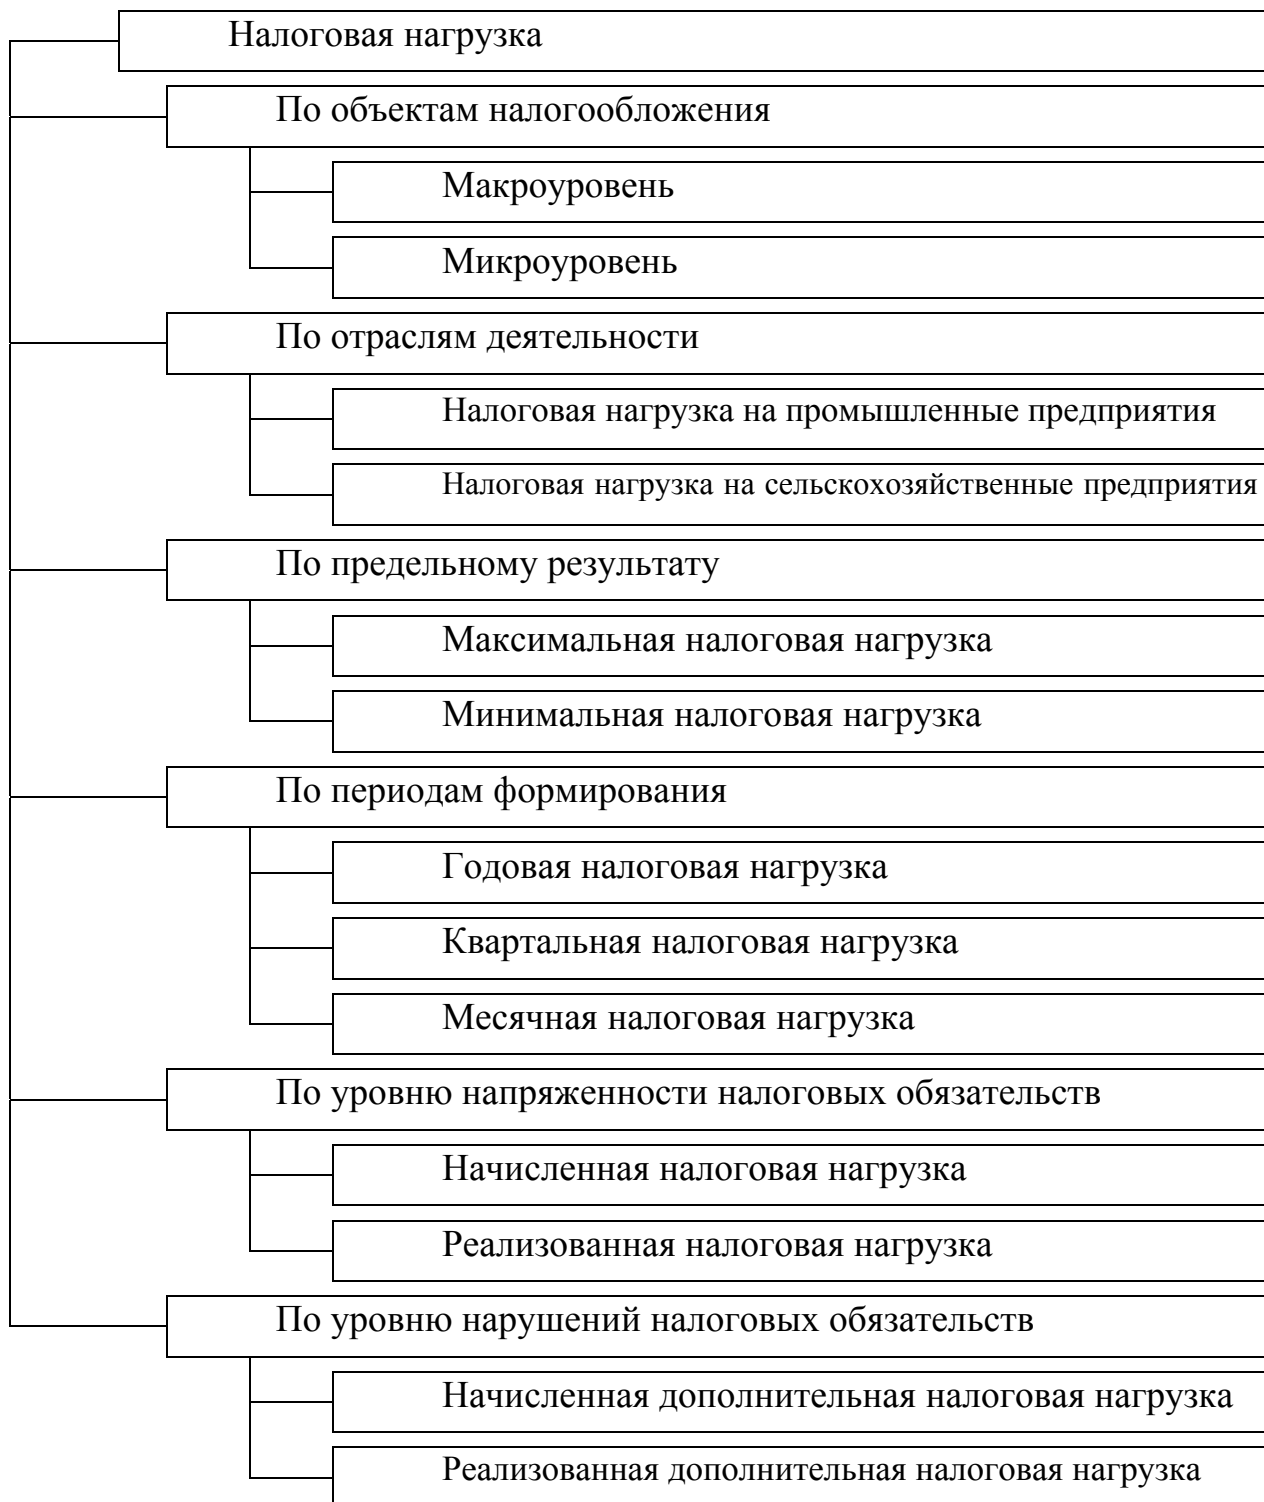 Налоговая нагрузка
По объектам налогообложения
Макроуровень
Микроуровень
По отраслям деятельности
Налоговая нагрузка на промышленные предприятия
Налоговая нагрузка на сельскохозяйственные предприятия
По предельному результату
Максимальная налоговая нагрузка
Минимальная налоговая нагрузка
По периодам формирования
Годовая налоговая нагрузка
Квартальная налоговая нагрузка
Месячная налоговая нагрузка
По уровню напряженности налоговых обязательств
Начисленная налоговая нагрузка
Реализованная налоговая нагрузка
По уровню нарушений налоговых обязательств
Начисленная дополнительная налоговая нагрузка
Реализованная дополнительная налоговая нагрузка